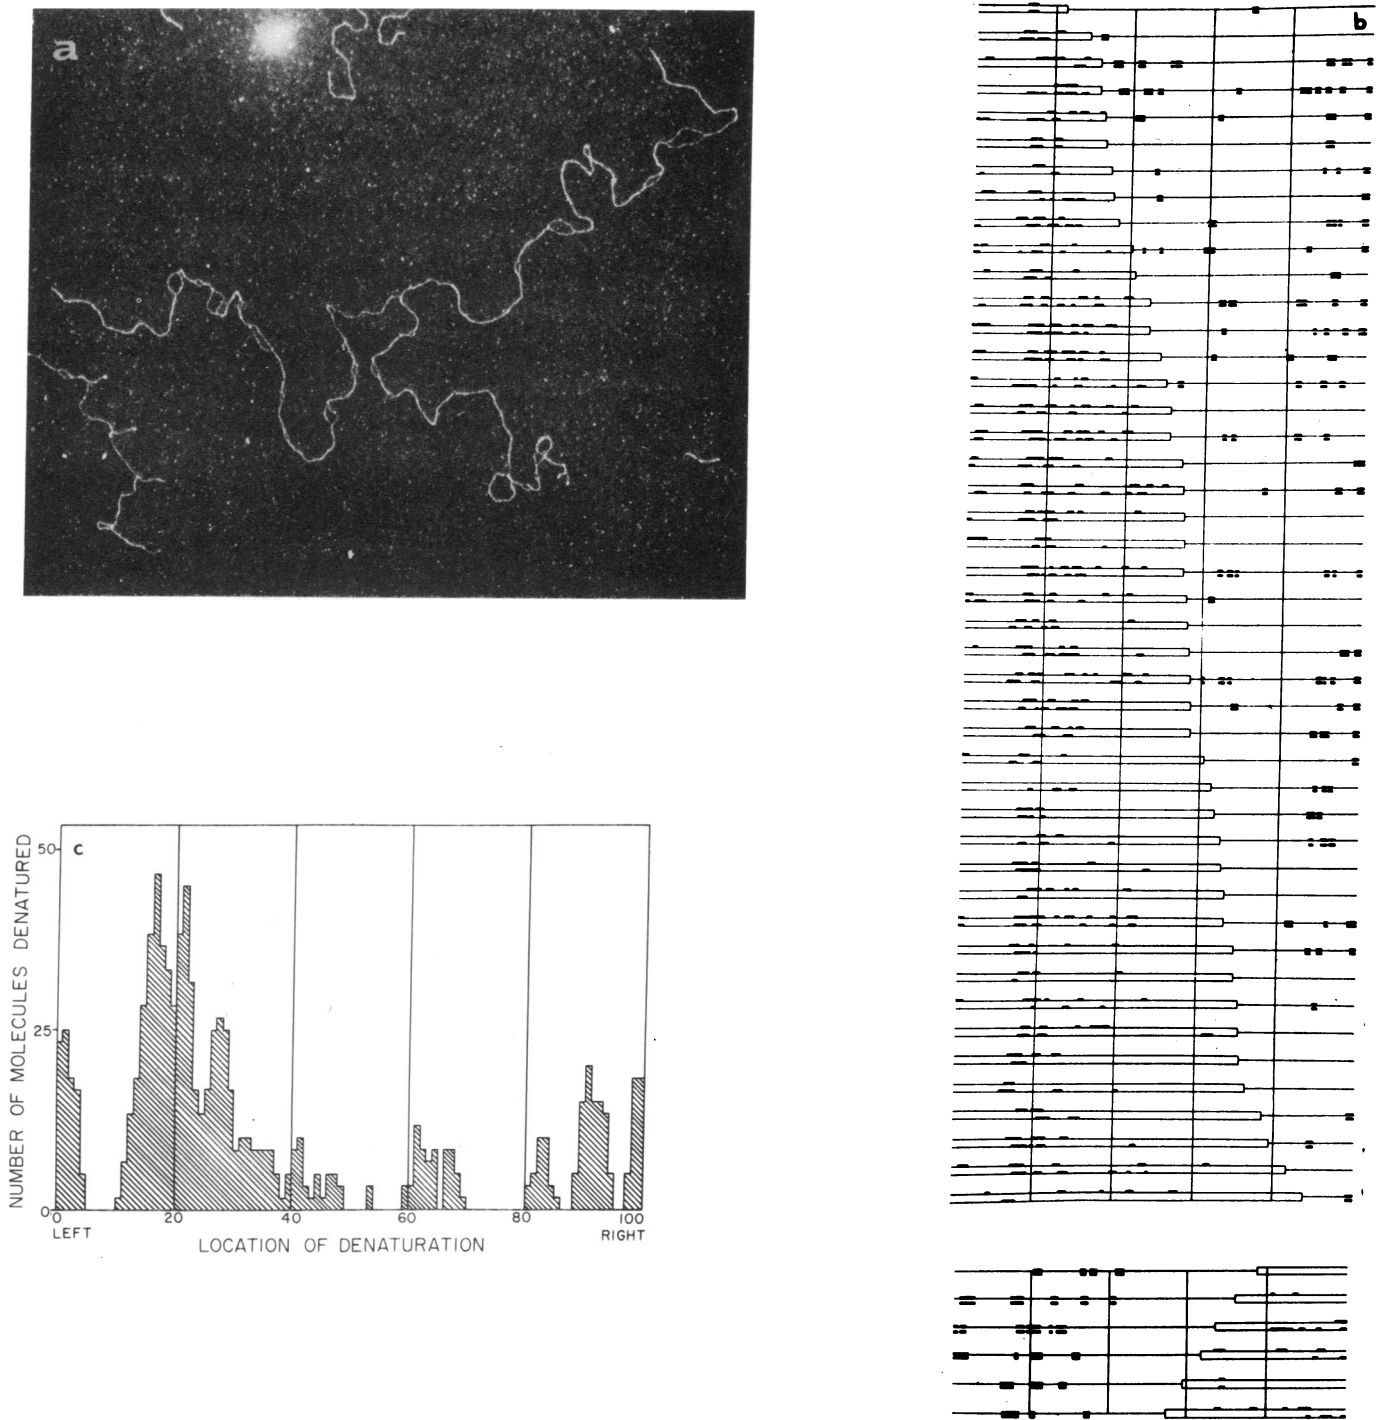 a
b
50
c
25
0
NUMBER OF MOLECULES DENATURED
0 20 40 60 80 100
LEFT RIGHT
LOCATION OF DENATURATION